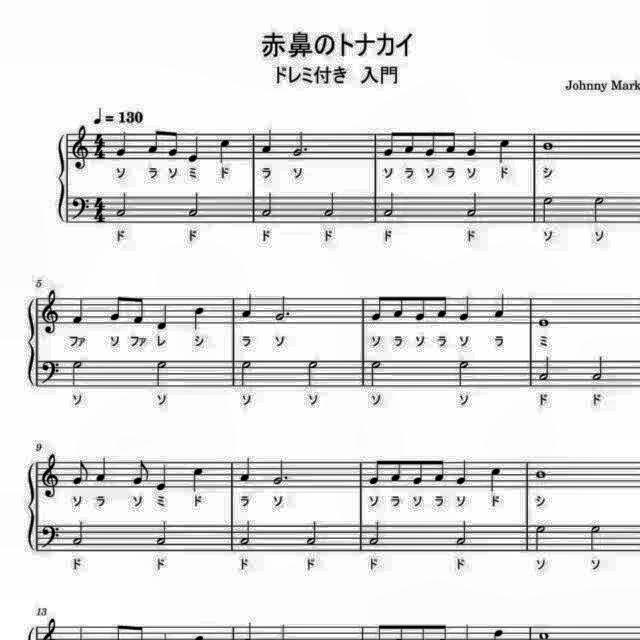 赤鼻のトナカイ
ドレミ付き 入門
Johnny Mark
♩ = 130
ソ ラ ソ ミ ド ラ ソ ソ ラ ソ ラ ソ ド シ
ド ド ド ド ド ド ソ ソ
5
ファ ソ ファ レ シ ラ ソ ソ ラ ソ ラ ソ ラ ミ
ソ ソ ソ ソ ソ ソ ド ド
9
ソ ラ ソ ミ ド ラ ソ ソ ラ ソ ラ ソ ド シ
ド ド ド ド ド ド ソ ソ
13